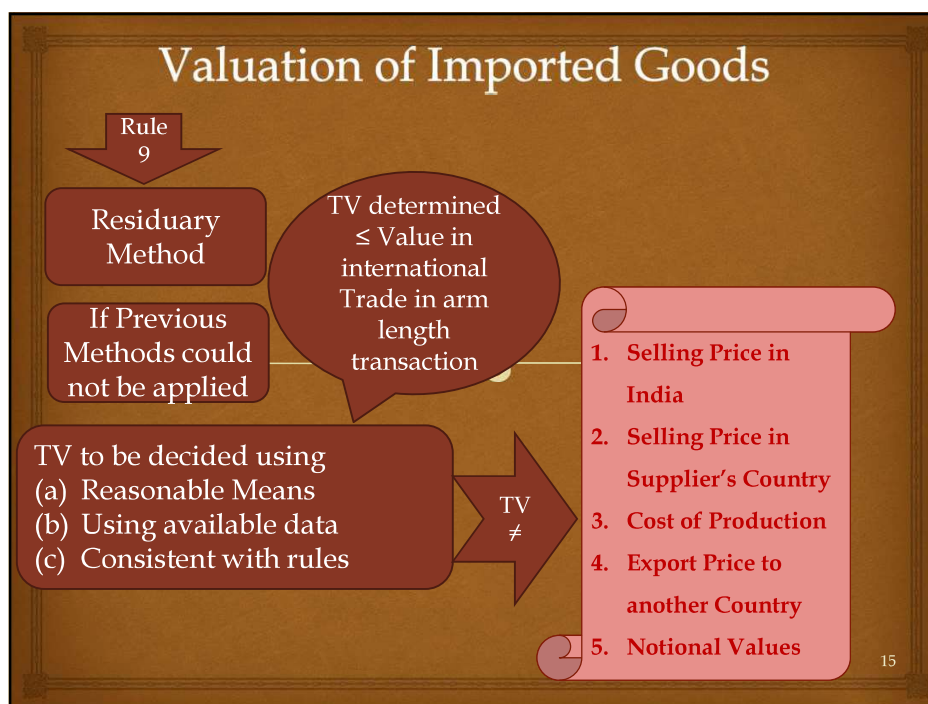 Valuation of Imported Goods
Rule
9
Residuary
Method
If Previous
Methods could
not be applied
TV determined
≤ Value in
international
Trade in arm
length
transaction
TV to be decided using
(a) Reasonable Means
(b) Using available data
(c) Consistent with rules
TV
≠
1. Selling Price in
India
2. Selling Price in
Supplier’s Country
3. Cost of Production
4. Export Price to
another Country
5. Notional Values
15